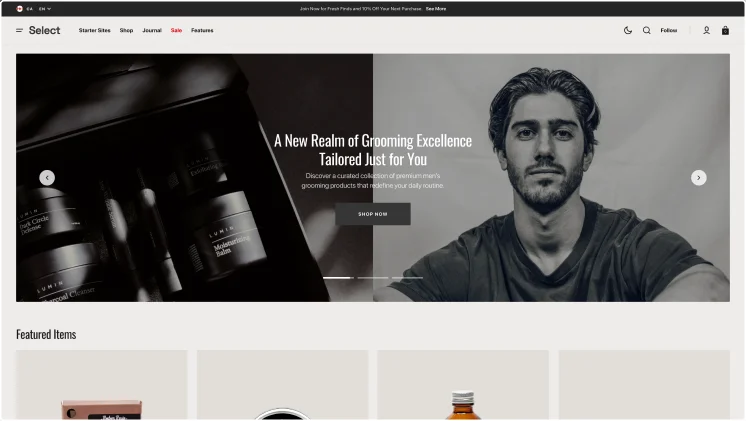 CA EN
Join Now for Fresh Finds and 10% Off Your Next Purchase. See More
Select
Starter Sites Shop Journal Sale Features
Follow
A New Realm of Grooming Excellence
Tailored Just for You
Discover a curated collection of premium men's
grooming products that redefine your daily routine.
SHOP NOW
LUMIN
Dark Circle
Defense
LUMIN
Moisturizing
Balm
LUMIN
Charcoal Cleanser
Featured Items